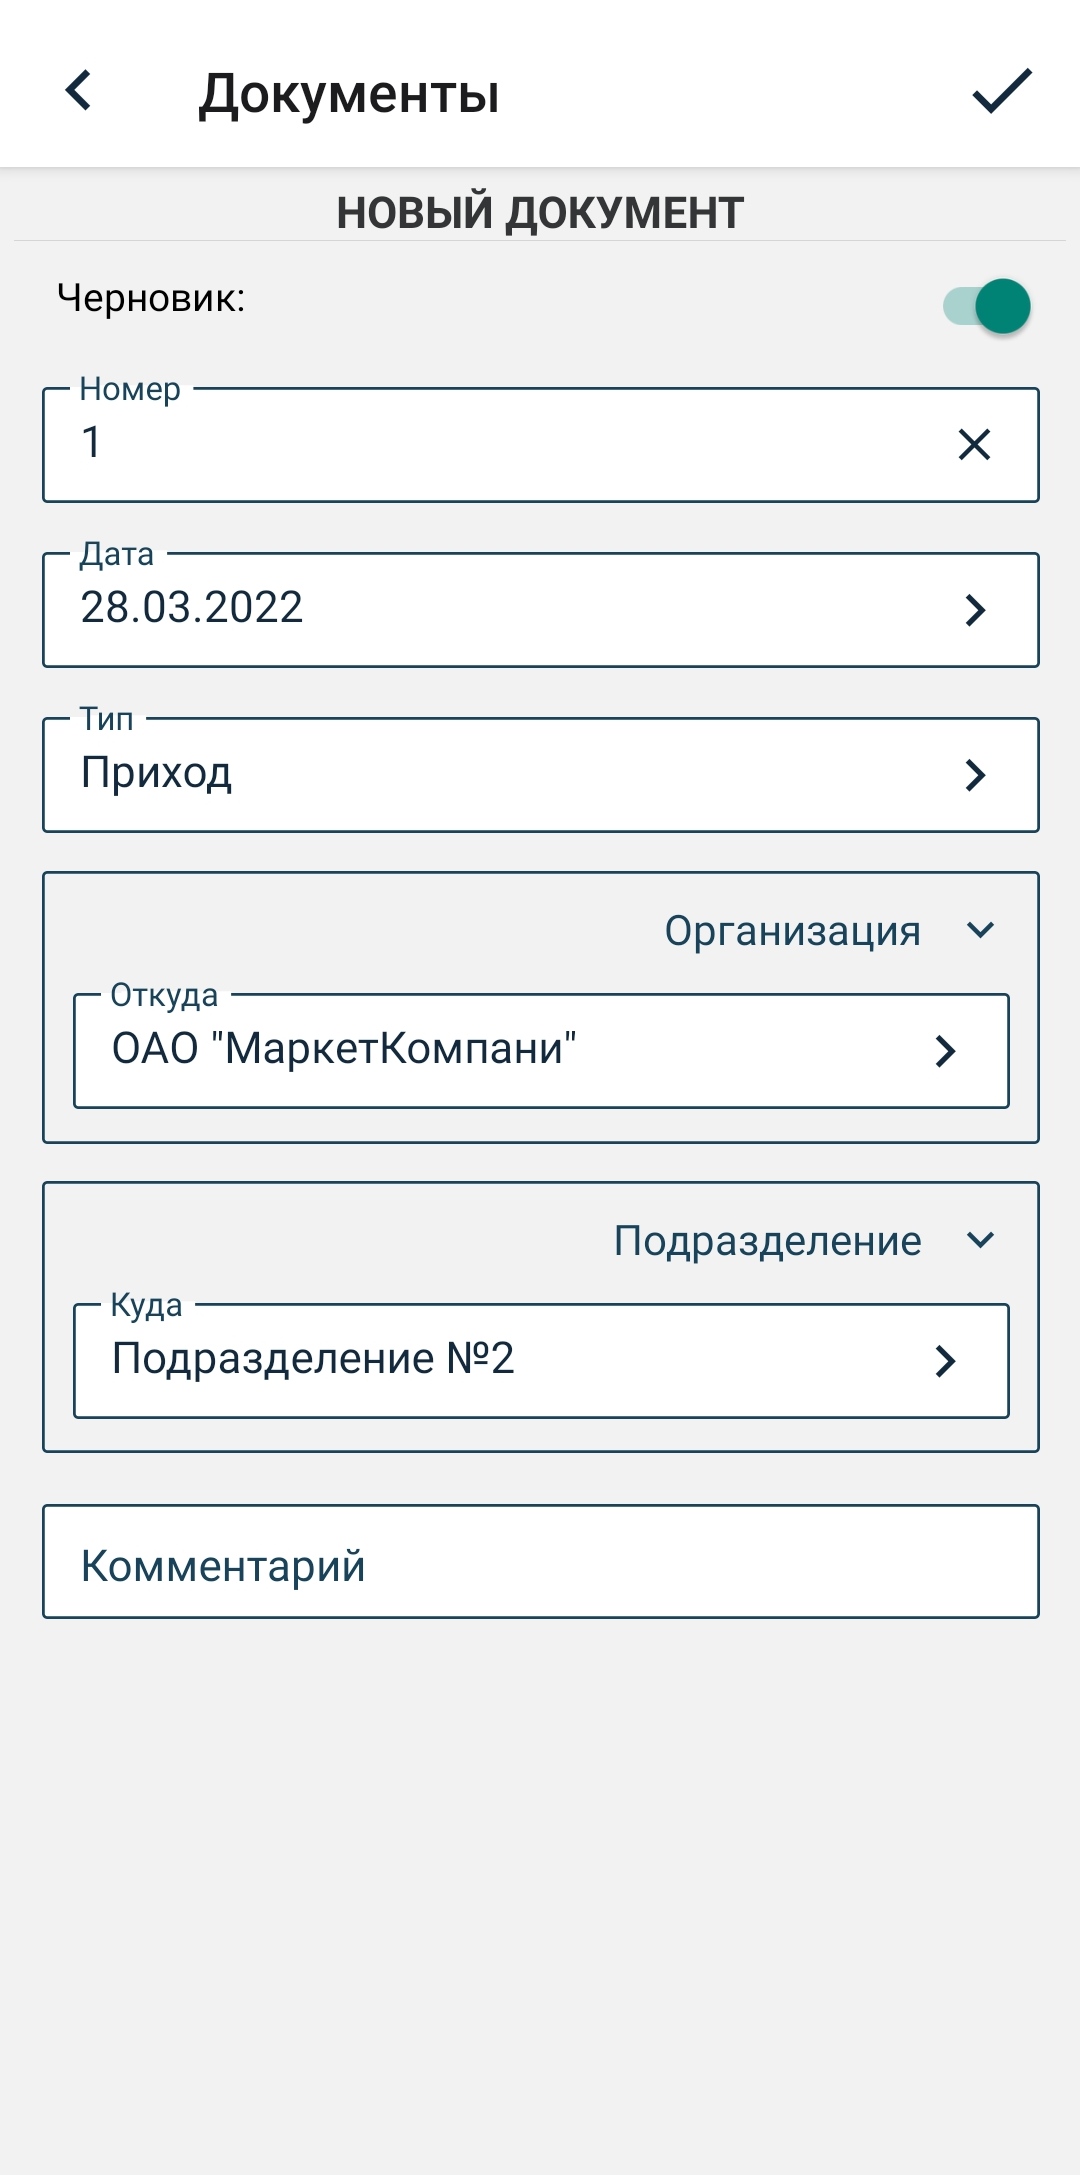 Документы
НОВЫЙ ДОКУМЕНТ
Черновик:
Номер
1
Дата
28.03.2022
Тип
Приход
Организация
Откуда
ОАО "МаркетКомпани"
Подразделение
Куда
Подразделение №2
Комментарий